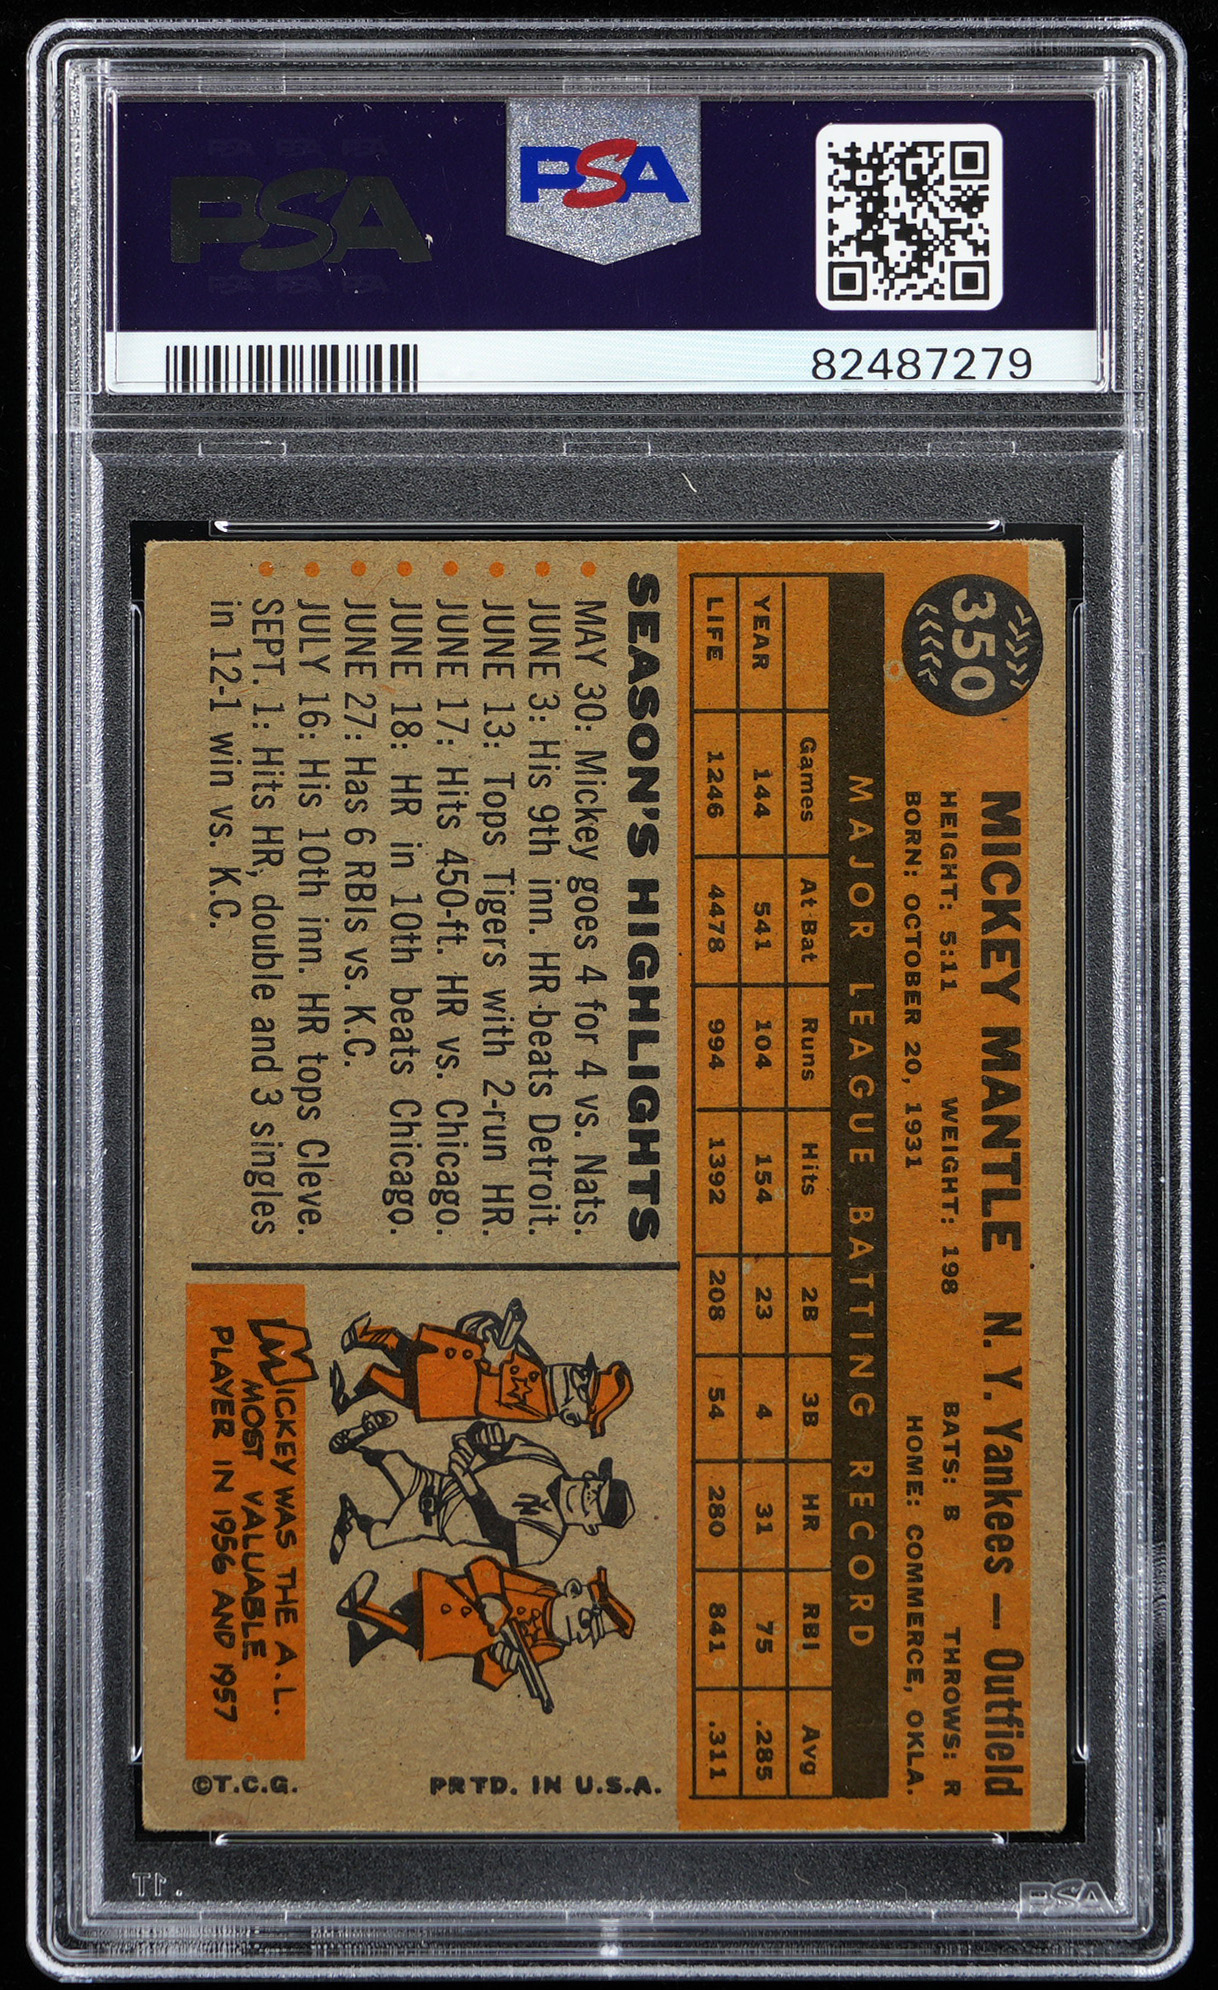 PSA
PSA
82487279
350
MICKEY MANTLE N. Y. Yankees — Outfield
HEIGHT: 5:11 WEIGHT: 198 BATS: B THROWS: R
BORN: OCTOBER 20, 1931 HOME: COMMERCE, OKLA.
MAJOR LEAGUE BATTING RECORD
Games At Bat Runs Hits 2B 3B HR RBI Avg
YEAR 144 541 104 154 23 4 31 75 .285
LIFE 1246 4478 994 1392 208 54 280 841 .311
SEASON'S HIGHLIGHTS
MAY 30: Mickey goes 4 for 4 vs. Nats.
JUNE 3: His 9th inn. HR beats Detroit.
JUNE 13: Tops Tigers with 2-run HR.
JUNE 17: Hits 450-ft. HR vs. Chicago.
JUNE 18: HR in 10th beats Chicago.
JUNE 27: Has 6 RBIs vs. K.C.
JULY 16: His 10th inn. HR tops Cleve.
SEPT. 1: Hits HR, double and 3 singles
in 12-1 win vs. K.C.
MICKEY WAS THE A.L.
MOST VALUABLE
PLAYER IN 1956 AND 1957
PRTD. IN U.S.A.
©T.C.G.
PSA